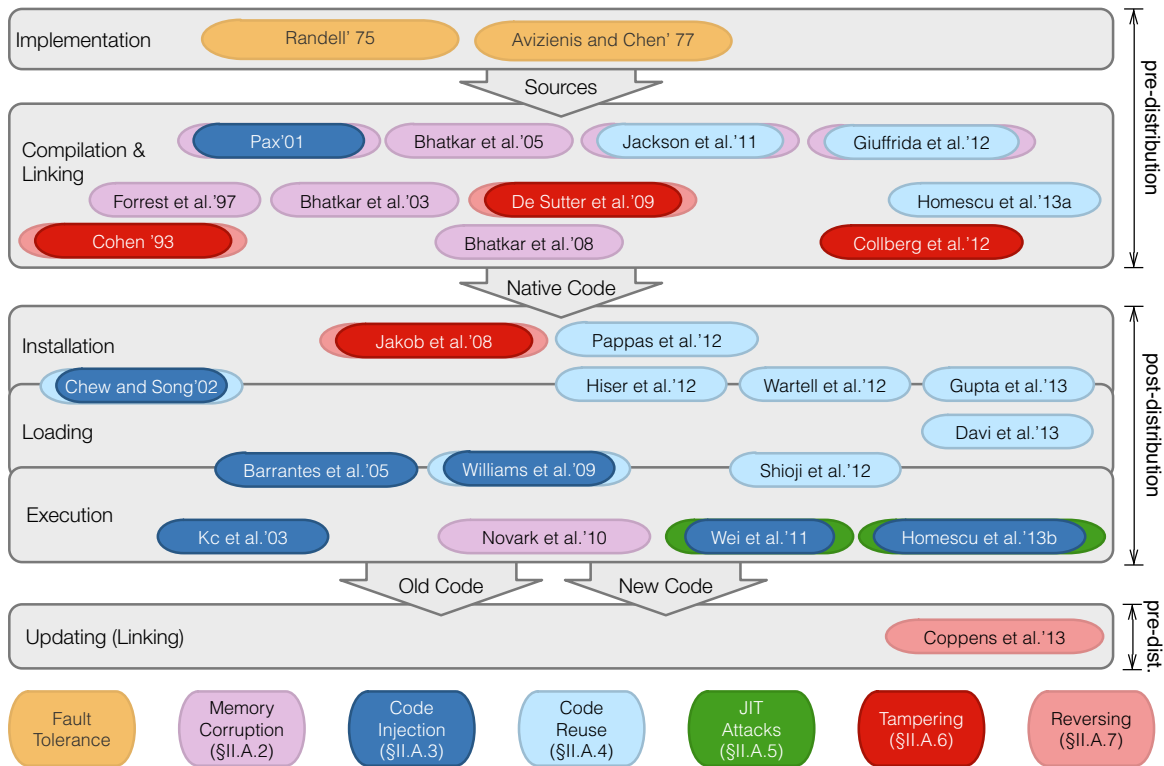 Implementation
Randell' 75
Avizienis and Chen' 77
Sources
pre-distribution
Compilation &
Linking
Pax'01
Bhatkar et al.'05
Jackson et al.'11
Giuffrida et al.'12
Forrest et al.'97
Bhatkar et al.'03
De Sutter et al.'09
Homescu et al.'13a
Cohen '93
Bhatkar et al.'08
Collberg et al.'12
Native Code
post-distribution
Installation
Jakob et al.'08
Pappas et al.'12
Chew and Song'02
Hiser et al.'12
Wartell et al.'12
Gupta et al.'13
Loading
Davi et al.'13
Barrantes et al.'05
Williams et al.'09
Shioji et al.'12
Execution
Kc et al.'03
Novark et al.'10
Wei et al.'11
Homescu et al.'13b
Old Code
New Code
pre-dist.
Updating (Linking)
Coppens et al.'13
Fault
Tolerance
Memory
Corruption
(§II.A.2)
Code
Injection
(§II.A.3)
Code
Reuse
(§II.A.4)
JIT
Attacks
(§II.A.5)
Tampering
(§II.A.6)
Reversing
(§II.A.7)